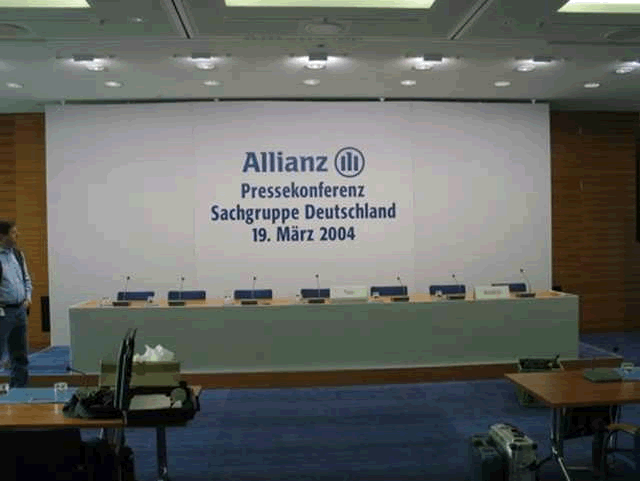 Allianz
Pressekonferenz
Sachgruppe Deutschland
19. März 2004